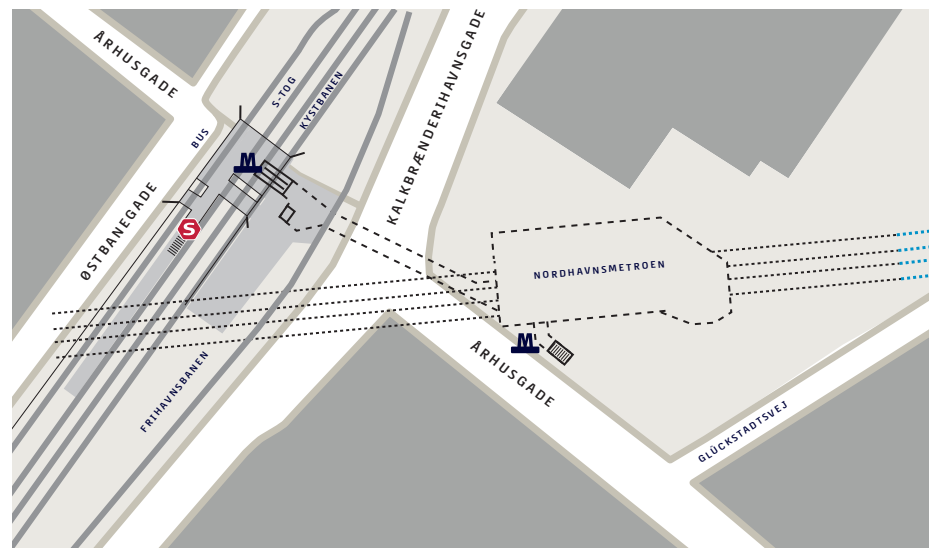 ÅRHUSGADE
S-TOG
KYSTBANEN
KALKBRÆNDERIHAVNSGADE
BUS
M
ØSTBANEGADE
S
NORDHAVNSMETROEN
M
ÅRHUSGADE
FRIHAVNSBANEN
GLÜCKSTADTSVEJ